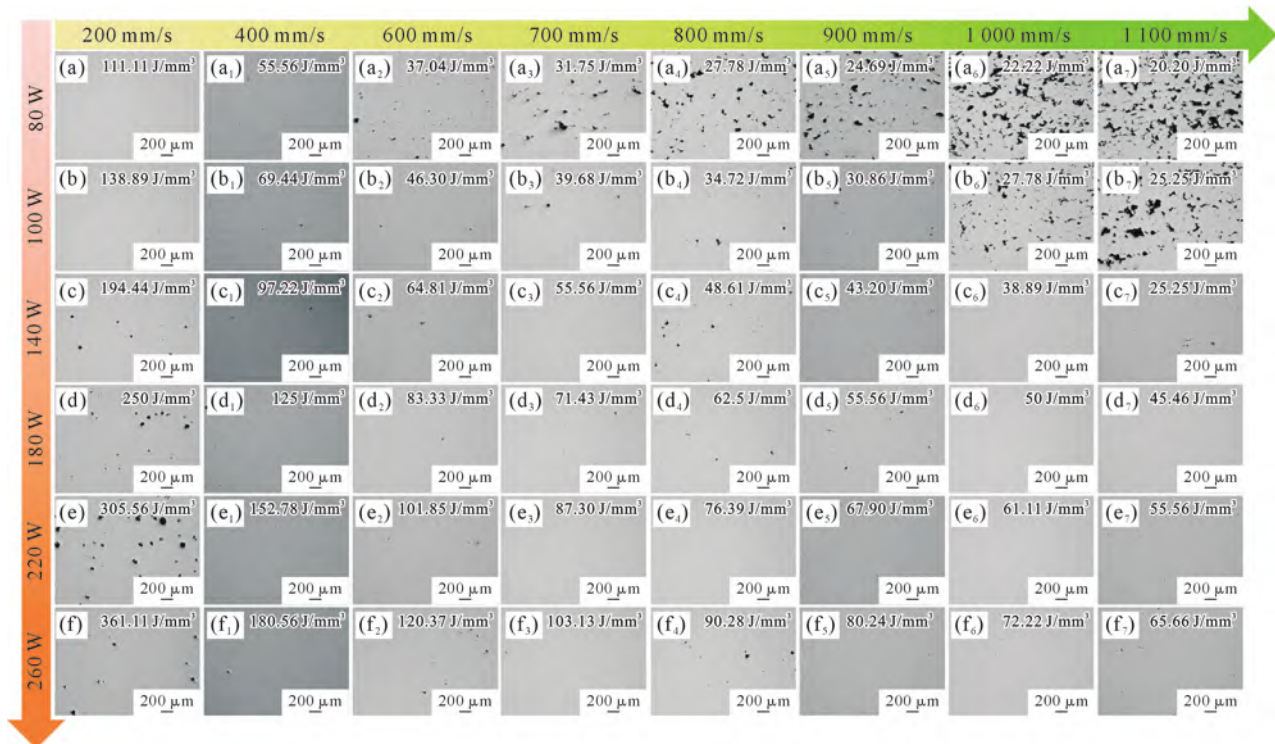 200 mm/s 400 mm/s 600 mm/s 700 mm/s 800 mm/s 900 mm/s 1 000 mm/s 1 100 mm/s
80 W
(a) 111.11 J/mm³ (a₁) 55.56 J/mm³ (a₂) 37.04 J/mm³ (a₃) 31.75 J/mm³ (a₄) 27.78 J/mm³ (a₅) 24.69 J/mm³ (a₆) 22.22 J/mm³ (a₇) 20.20 J/mm³
200 μm 200 μm 200 μm 200 μm 200 μm 200 μm 200 μm 200 μm
100 W
(b) 138.89 J/mm³ (b₁) 69.44 J/mm³ (b₂) 46.30 J/mm³ (b₃) 39.68 J/mm³ (b₄) 34.72 J/mm³ (b₅) 30.86 J/mm³ (b₆) 27.78 J/mm³ (b₇) 25.25 J/mm³
200 μm 200 μm 200 μm 200 μm 200 μm 200 μm 200 μm 200 μm
140 W
(c) 194.44 J/mm³ (c₁) 97.22 J/mm³ (c₂) 64.81 J/mm³ (c₃) 55.56 J/mm³ (c₄) 48.61 J/mm³ (c₅) 43.20 J/mm³ (c₆) 38.89 J/mm³ (c₇) 25.25 J/mm³
200 μm 200 μm 200 μm 200 μm 200 μm 200 μm 200 μm 200 μm
180 W
(d) 250 J/mm³ (d₁) 125 J/mm³ (d₂) 83.33 J/mm³ (d₃) 71.43 J/mm³ (d₄) 62.5 J/mm³ (d₅) 55.56 J/mm³ (d₆) 50 J/mm³ (d₇) 45.46 J/mm³
200 μm 200 μm 200 μm 200 μm 200 μm 200 μm 200 μm 200 μm
220 W
(e) 305.56 J/mm³ (e₁) 152.78 J/mm³ (e₂) 101.85 J/mm³ (e₃) 87.30 J/mm³ (e₄) 76.39 J/mm³ (e₅) 67.90 J/mm³ (e₆) 61.11 J/mm³ (e₇) 55.56 J/mm³
200 μm 200 μm 200 μm 200 μm 200 μm 200 μm 200 μm 200 μm
260 W
(f) 361.11 J/mm³ (f₁) 180.56 J/mm³ (f₂) 120.37 J/mm³ (f₃) 103.13 J/mm³ (f₄) 90.28 J/mm³ (f₅) 80.24 J/mm³ (f₆) 72.22 J/mm³ (f₇) 65.66 J/mm³
200 μm 200 μm 200 μm 200 μm 200 μm 200 μm 200 μm 200 μm